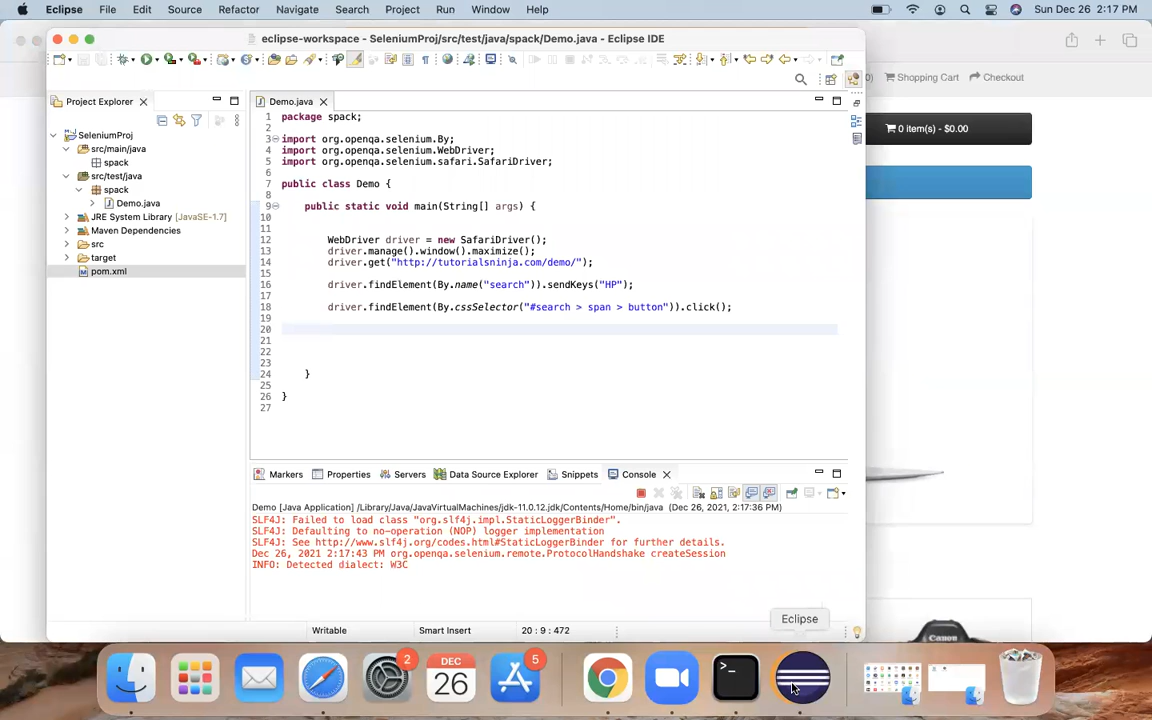 Eclipse File Edit Source Refactor Navigate Search Project Run Window Help Sun Dec 26 2:17 PM
eclipse-workspace - SeleniumProj/src/test/java/spack/Demo.java - Eclipse IDE
Shopping Cart Checkout
Project Explorer
Demo.java
SeleniumProj
src/main/java
spack
src/test/java
spack
Demo.java
JRE System Library [JavaSE-1.7]
Maven Dependencies
src
target
pom.xml
1 package spack;
2
3 import org.openqa.selenium.By;
4 import org.openqa.selenium.WebDriver;
5 import org.openqa.selenium.safari.SafariDriver;
6
7 public class Demo {
8
9 public static void main(String[] args) {
10
11
12 WebDriver driver = new SafariDriver();
13 driver.manage().window().maximize();
14 driver.get("http://tutorialsninja.com/demo/");
15
16 driver.findElement(By.name("search")).sendKeys("HP");
17
18 driver.findElement(By.cssSelector("#search > span > button")).click();
19
20
21
22
23
24 }
25
26 }
27
0 item(s) - $0.00
Markers Properties Servers Data Source Explorer Snippets Console
Demo [Java Application] /Library/Java/JavaVirtualMachines/jdk-11.0.12.jdk/Contents/Home/bin/java (Dec 26, 2021, 2:17:36 PM)
SLF4J: Failed to load class "org.slf4j.impl.StaticLoggerBinder".
SLF4J: Defaulting to no-operation (NOP) logger implementation
SLF4J: See http://www.slf4j.org/codes.html#StaticLoggerBinder for further details.
Dec 26, 2021 2:17:43 PM org.openqa.selenium.remote.ProtocolHandshake createSession
INFO: Detected dialect: W3C
Writable Smart Insert 20 : 9 : 472
Eclipse
Canon
2
DEC
26
5